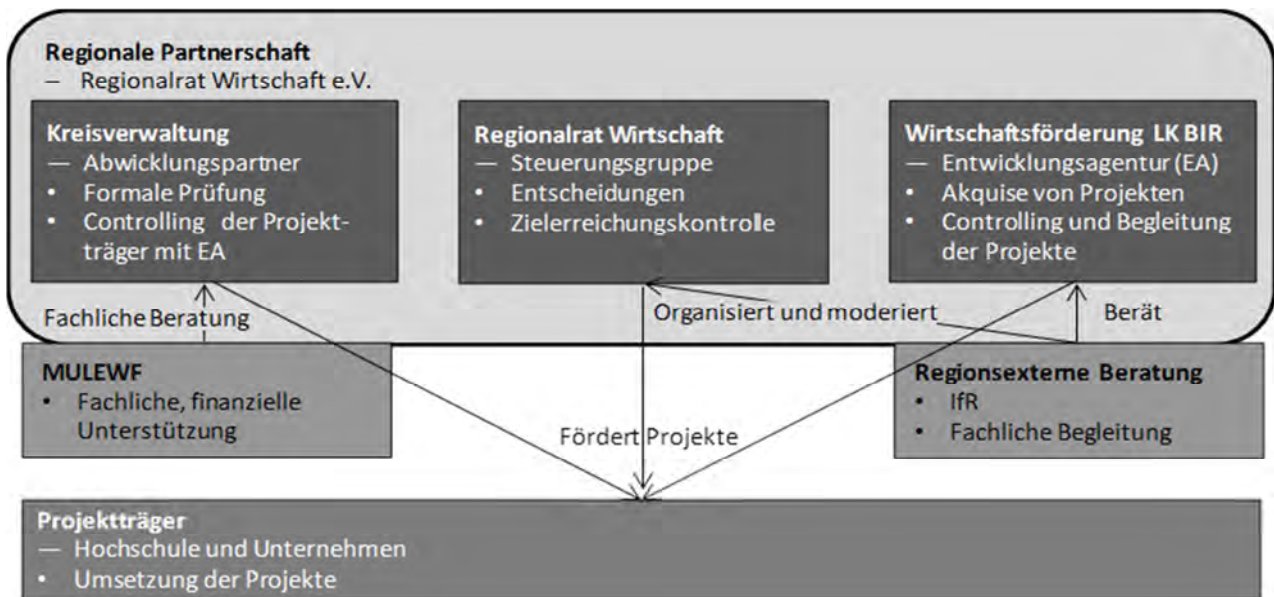 Regionale Partnerschaft
– Regionalrat Wirtschaft e.V.
Kreisverwaltung
— Abwicklungspartner
• Formale Prüfung
• Controlling der Projekt-
träger mit EA
Regionalrat Wirtschaft
— Steuerungsgruppe
• Entscheidungen
• Zielerreichungskontrolle
Wirtschaftsförderung LK BIR
— Entwicklungsagentur (EA)
• Akquise von Projekten
• Controlling und Begleitung
der Projekte
Fachliche Beratung
Organisiert und moderiert
Berät
MULEWF
• Fachliche, finanzielle
Unterstützung
Regionsexterne Beratung
• IfR
• Fachliche Begleitung
Fördert Projekte
Projektträger
— Hochschule und Unternehmen
• Umsetzung der Projekte